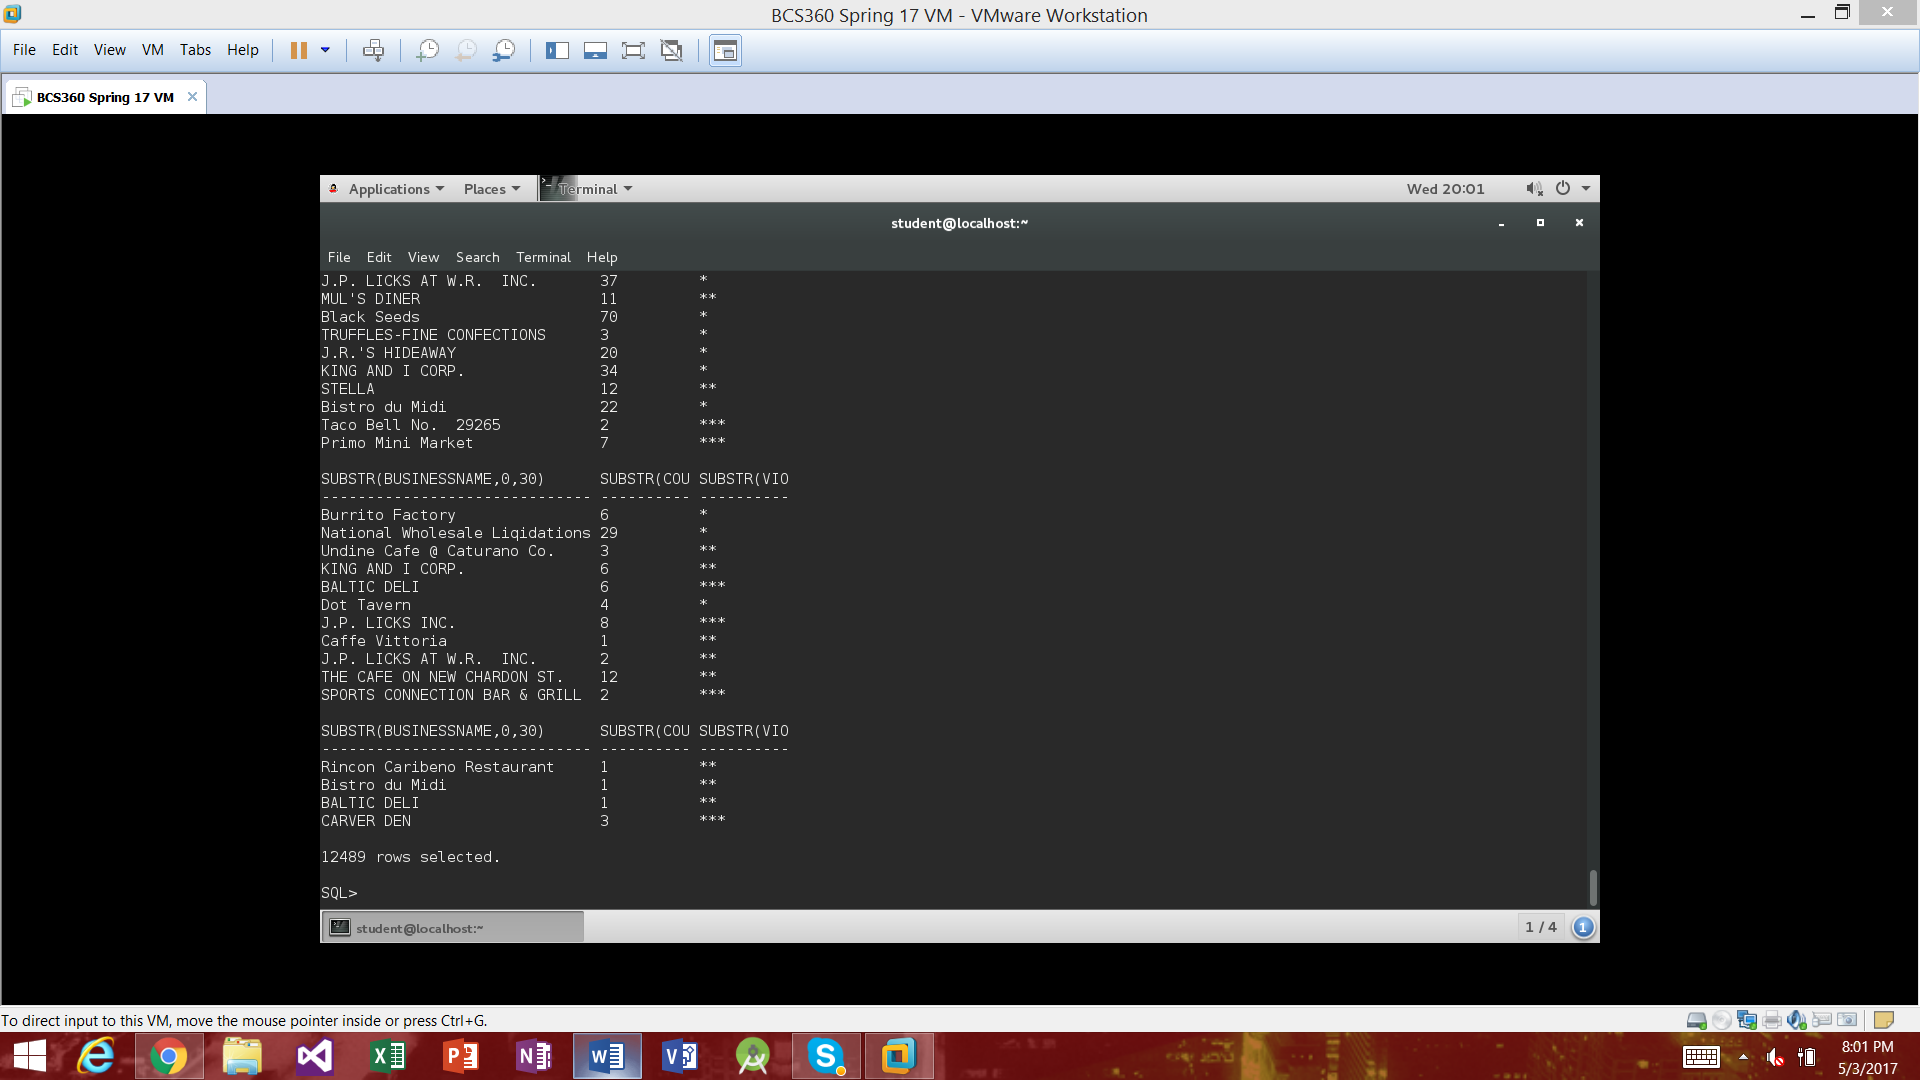 BCS360 Spring 17 VM - VMware Workstation
File Edit View VM Tabs Help
BCS360 Spring 17 VM
Applications Places Terminal Wed 20:01
student@localhost:~
File Edit View Search Terminal Help
J.P. LICKS AT W.R.  INC.       37         *
MUL'S DINER                    11         **
Black Seeds                    70         *
TRUFFLES-FINE CONFECTIONS      3          *
J.R.'S HIDEAWAY                20         *
KING AND I CORP.               34         *
STELLA                         12         **
Bistro du Midi                 22         *
Taco Bell No.  29265           2          ***
Primo Mini Market              7          ***
SUBSTR(BUSINESSNAME,0,30)      SUBSTR(COU SUBSTR(VIO
------------------------------ ---------- ----------
Burrito Factory                6          *
National Wholesale Liqidations 29         *
Undine Cafe @ Caturano Co.     3          **
KING AND I CORP.               6          **
BALTIC DELI                    6          ***
Dot Tavern                     4          *
J.P. LICKS INC.                8          ***
Caffe Vittoria                 1          **
J.P. LICKS AT W.R.  INC.       2          **
THE CAFE ON NEW CHARDON ST.    12         **
SPORTS CONNECTION BAR & GRILL  2          ***
SUBSTR(BUSINESSNAME,0,30)      SUBSTR(COU SUBSTR(VIO
------------------------------ ---------- ----------
Rincon Caribeno Restaurant     1          **
Bistro du Midi                 1          **
BALTIC DELI                    1          **
CARVER DEN                     3          ***
12489 rows selected.
SQL>
student@localhost:~ 1 / 4 1
To direct input to this VM, move the mouse pointer inside or press Ctrl+G.
8:01 PM
5/3/2017